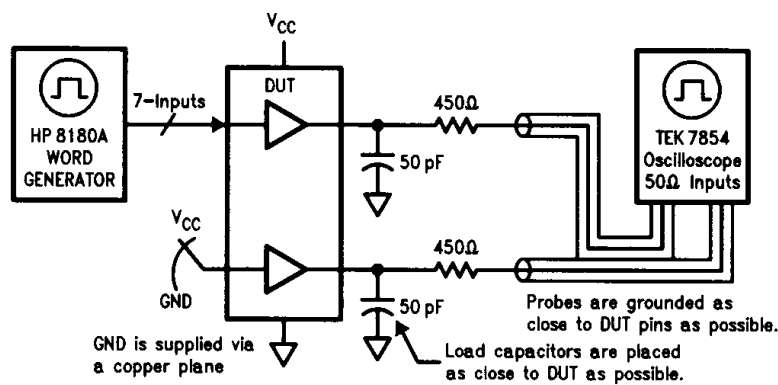 V_CC
HP 8180A
WORD
GENERATOR
7-Inputs
DUT
450Ω
50 pF
TEK 7854
Oscilloscope
50Ω Inputs
V_CC
GND
450Ω
50 pF
GND is supplied via
a copper plane
Probes are grounded as
close to DUT pins as possible.
Load capacitors are placed
as close to DUT as possible.